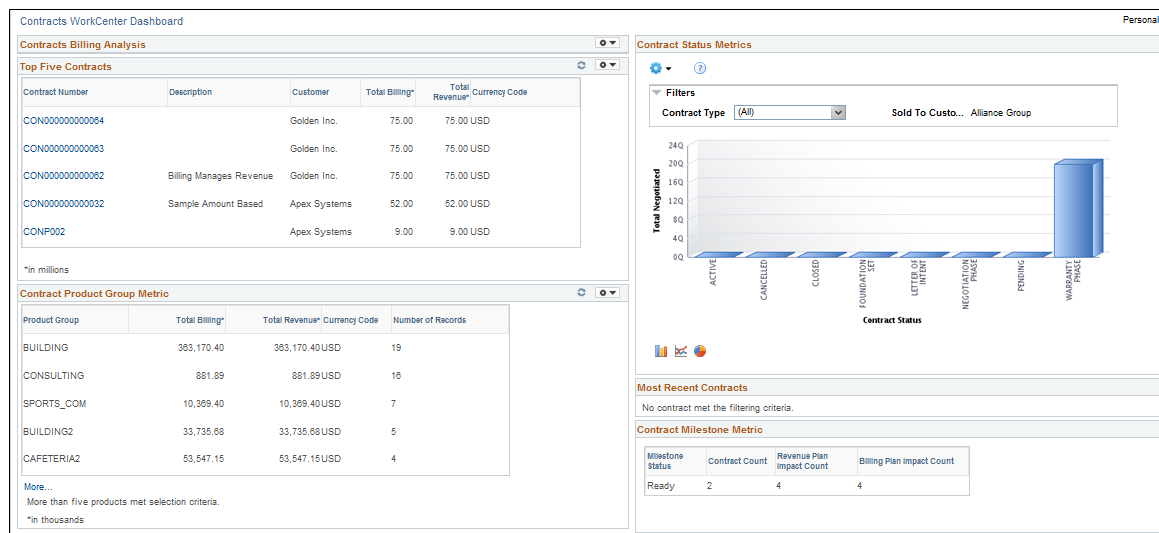 Contracts WorkCenter Dashboard
Personal
Contracts Billing Analysis
Top Five Contracts
Contract Number Description Customer Total Billing* Total Revenue* Currency Code
CON000000000064 Golden Inc. 75.00 75.00 USD
CON000000000063 Golden Inc. 75.00 75.00 USD
CON000000000062 Billing Manages Revenue Golden Inc. 75.00 75.00 USD
CON000000000032 Sample Amount Based Apex Systems 52.00 52.00 USD
CONP002 Apex Systems 9.00 9.00 USD
*in millions
Contract Product Group Metric
Product Group Total Billing* Total Revenue* Currency Code Number of Records
BUILDING 363,170.40 363,170.40 USD 19
CONSULTING 881.89 881.89 USD 16
SPORTS_COM 10,369.40 10,369.40 USD 7
BUILDING2 33,735.68 33,735.68 USD 5
CAFETERIA2 53,547.15 53,547.15 USD 4
More...
More than five products met selection criteria.
*in thousands
Contract Status Metrics
?
Filters
Contract Type (All) Sold To Custo... Alliance Group
Total Negotiated
24Q
20Q
16Q
12Q
8Q
4Q
0Q
ACTIVE
CANCELLED
CLOSED
FOUNDATION SET
LETTER OF INTENT
NEGOTIATION PHASE
PENDING
WARRANTY PHASE
Contract Status
Most Recent Contracts
No contract met the filtering criteria.
Contract Milestone Metric
Milestone Status Contract Count Revenue Plan Impact Count Billing Plan Impact Count
Ready 2 4 4